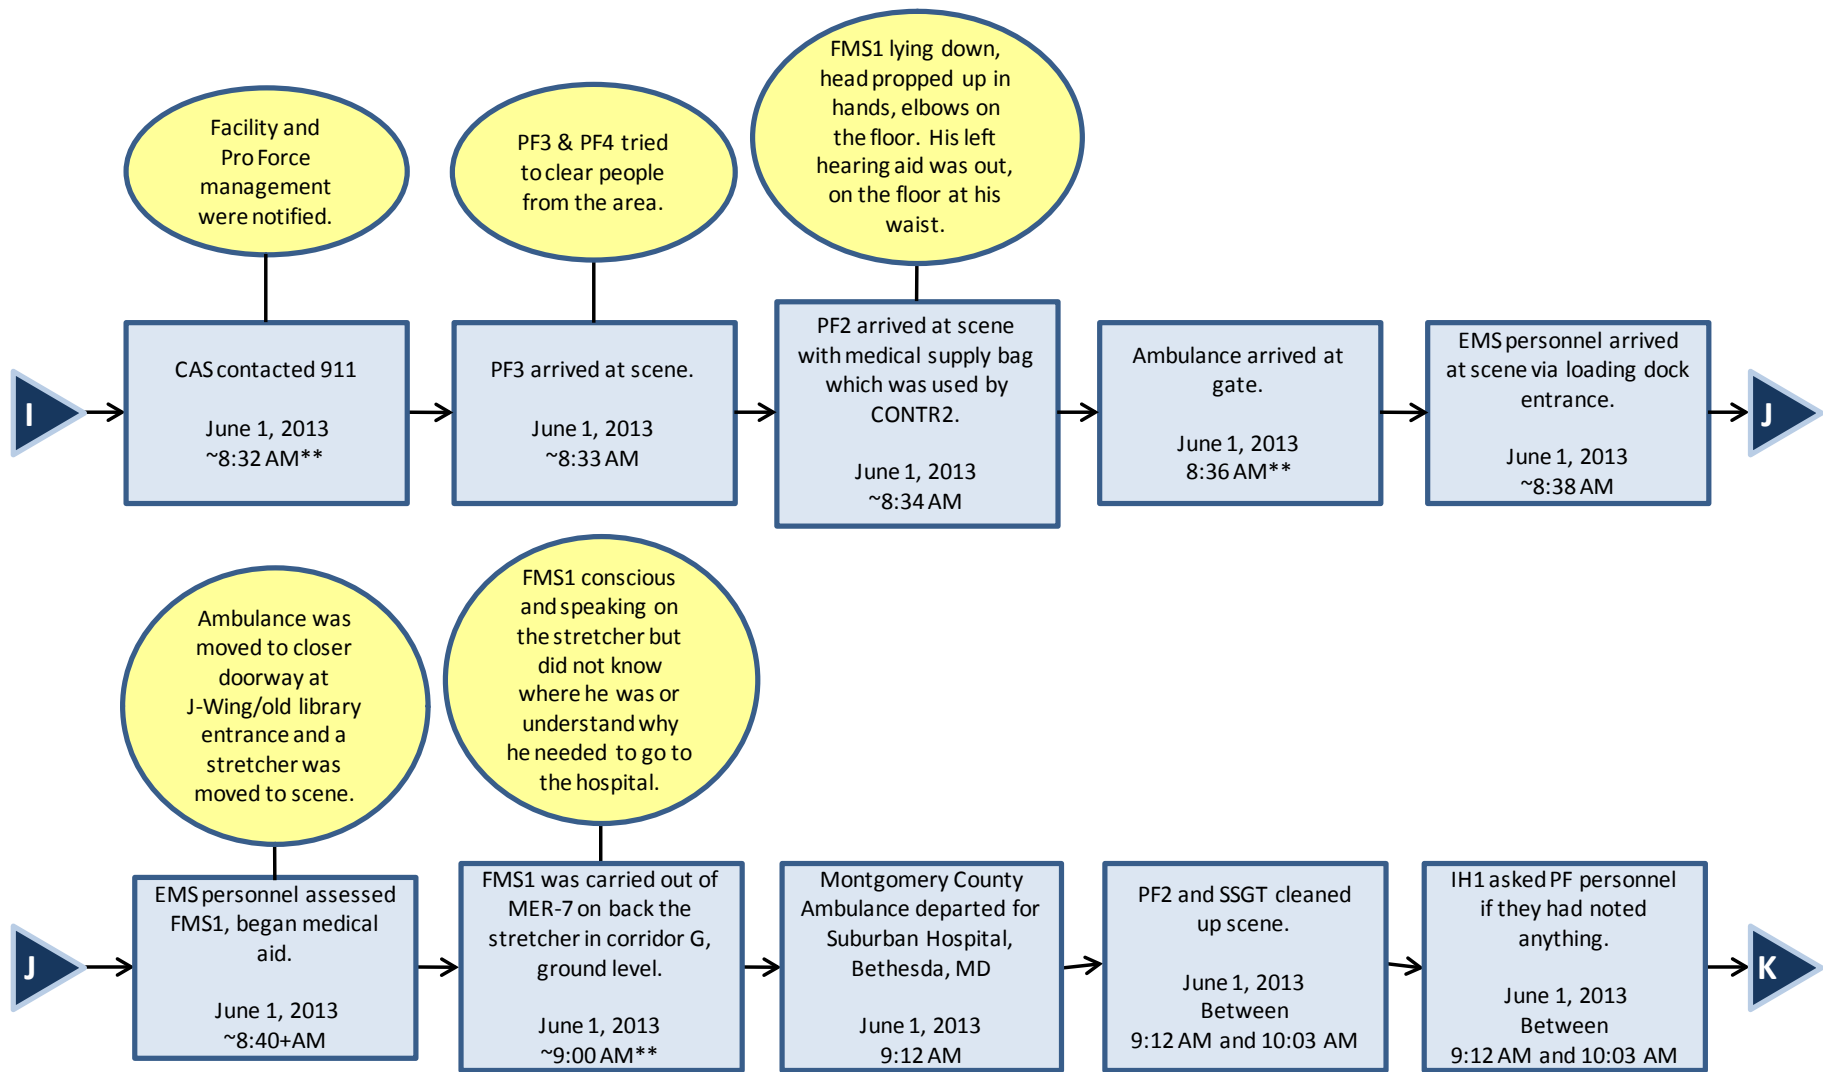 Facility and
Pro Force
management
were notified.
PF3 & PF4 tried
to clear people
from the area.
FMS1 lying down,
head propped up in
hands, elbows on
the floor. His left
hearing aid was out,
on the floor at his
waist.
I
CAS contacted 911
June 1, 2013
~8:32 AM**
PF3 arrived at scene.
June 1, 2013
~8:33 AM
PF2 arrived at scene
with medical supply bag
which was used by
CONTR2.
June 1, 2013
~8:34 AM
Ambulance arrived at
gate.
June 1, 2013
8:36 AM**
EMS personnel arrived
at scene via loading dock
entrance.
June 1, 2013
~8:38 AM
J
Ambulance was
moved to closer
doorway at
J-Wing/old library
entrance and a
stretcher was
moved to scene.
FMS1 conscious
and speaking on
the stretcher but
did not know
where he was or
understand why
he needed to go to
the hospital.
J
EMS personnel assessed
FMS1, began medical
aid.
June 1, 2013
~8:40+AM
FMS1 was carried out of
MER-7 on back the
stretcher in corridor G,
ground level.
June 1, 2013
~9:00 AM**
Montgomery County
Ambulance departed for
Suburban Hospital,
Bethesda, MD
June 1, 2013
9:12 AM
PF2 and SSGT cleaned
up scene.
June 1, 2013
Between
9:12 AM and 10:03 AM
IH1 asked PF personnel
if they had noted
anything.
June 1, 2013
Between
9:12 AM and 10:03 AM
K